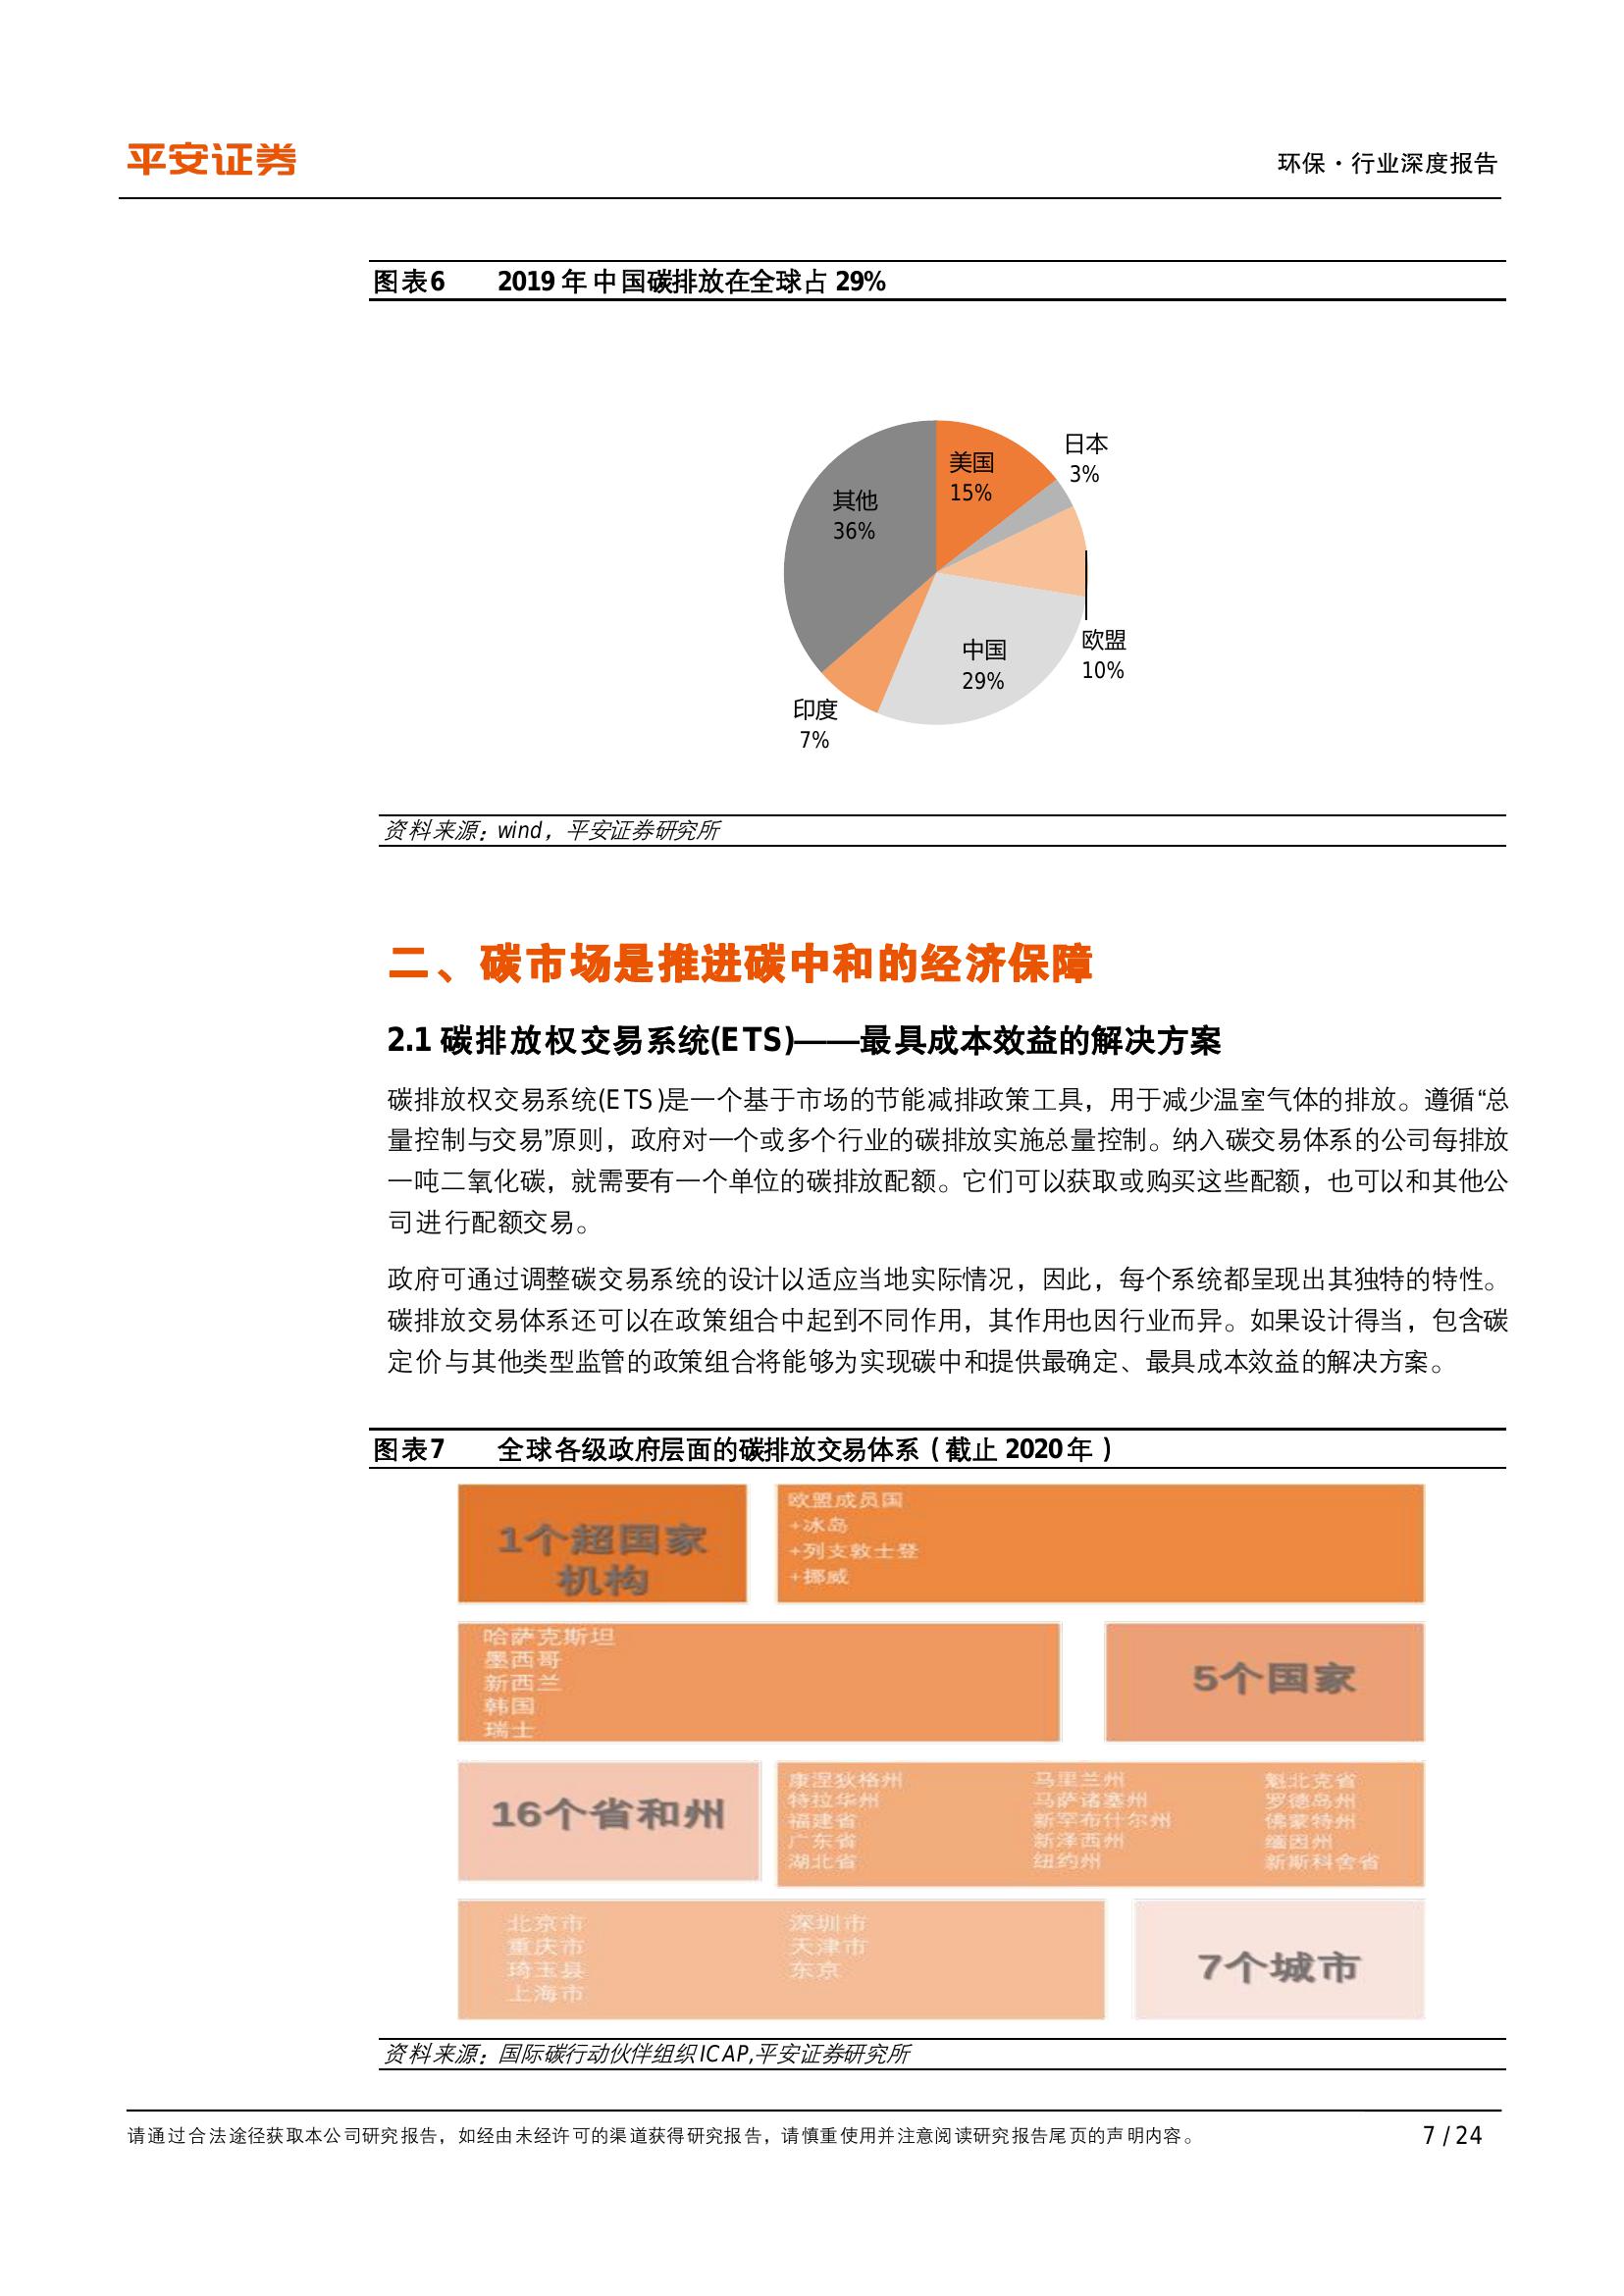 平安证券
环保·行业深度报告
图表6 2019年中国碳排放在全球占29%
美国
15%
日本
3%
其他
36%
欧盟
10%
中国
29%
印度
7%
资料来源：wind，平安证券研究所
二、碳市场是推进碳中和的经济保障
2.1 碳排放权交易系统(ETS)——最具成本效益的解决方案
碳排放权交易系统(ETS)是一个基于市场的节能减排政策工具，用于减少温室气体的排放。遵循“总
量控制与交易”原则，政府对一个或多个行业的碳排放实施总量控制。纳入碳交易体系的公司每排放
一吨二氧化碳，就需要有一个单位的碳排放配额。它们可以获取或购买这些配额，也可以和其他公
司进行配额交易。
政府可通过调整碳交易系统的设计以适应当地实际情况，因此，每个系统都呈现出其独特的特性。
碳排放交易体系还可以在政策组合中起到不同作用，其作用也因行业而异。如果设计得当，包含碳
定价与其他类型监管的政策组合将能够为实现碳中和提供最确定、最具成本效益的解决方案。
图表7 全球各级政府层面的碳排放交易体系（截止2020年）
1个超国家
机构
欧盟成员国
+冰岛
+列支敦士登
+挪威
哈萨克斯坦
墨西哥
新西兰
韩国
瑞士
5个国家
16个省和州
康涅狄格州 马里兰州 魁北克省
特拉华州 马萨诸塞州 罗德岛州
福建省 新罕布什尔州 佛蒙特州
广东省 新泽西州 缅因州
湖北省 纽约州 新斯科舍省
北京市 深圳市
重庆市 天津市
琦玉县 东京
上海市
7个城市
资料来源：国际碳行动伙伴组织ICAP,平安证券研究所
请通过合法途径获取本公司研究报告，如经由未经许可的渠道获得研究报告，请慎重使用并注意阅读研究报告尾页的声明内容。
7 / 24